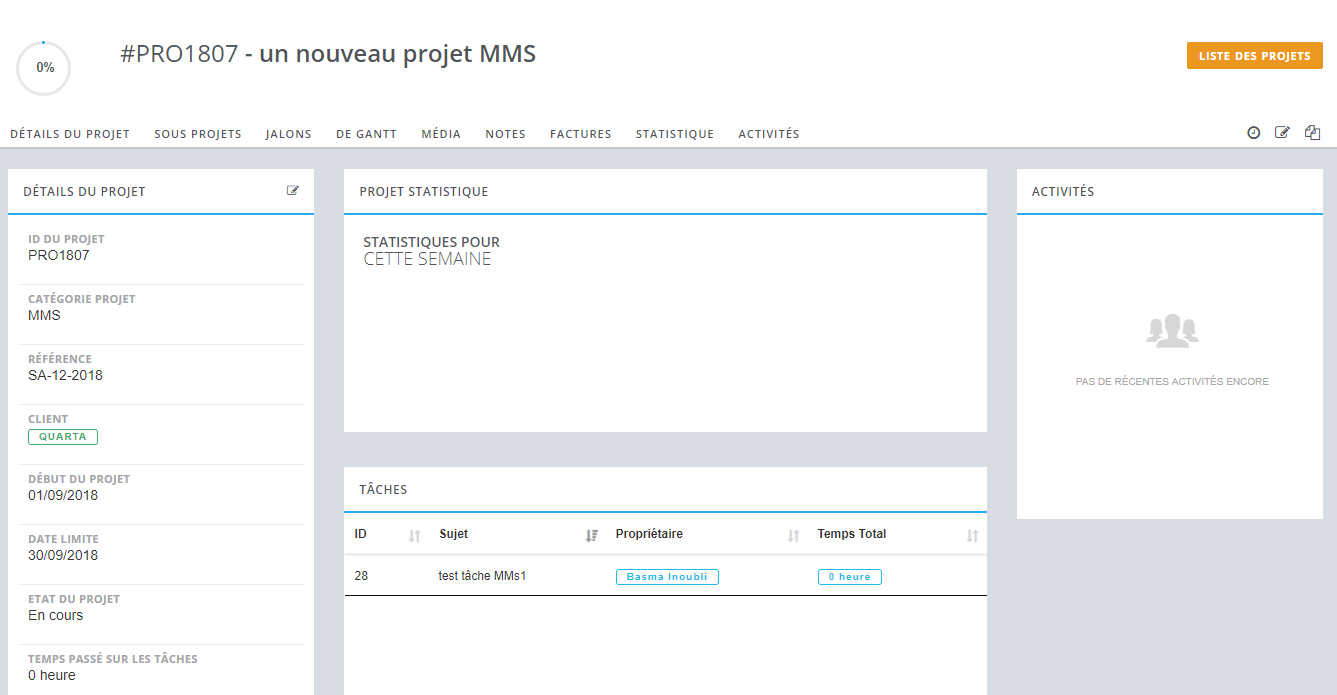 0%
#PRO1807 - un nouveau projet MMS
LISTE DES PROJETS
DÉTAILS DU PROJET SOUS PROJETS JALONS DE GANTT MÉDIA NOTES FACTURES STATISTIQUE ACTIVITÉS
DÉTAILS DU PROJET
ID DU PROJET
PRO1807
CATÉGORIE PROJET
MMS
RÉFÉRENCE
SA-12-2018
CLIENT
QUARTA
DÉBUT DU PROJET
01/09/2018
DATE LIMITE
30/09/2018
ETAT DU PROJET
En cours
TEMPS PASSÉ SUR LES TÂCHES
0 heure
PROJET STATISTIQUE
STATISTIQUES POUR
CETTE SEMAINE
TÂCHES
ID Sujet Propriétaire Temps Total
28 test tâche MMs1 Basma Inoubli 0 heure
ACTIVITÉS
PAS DE RÉCENTES ACTIVITÉS ENCORE